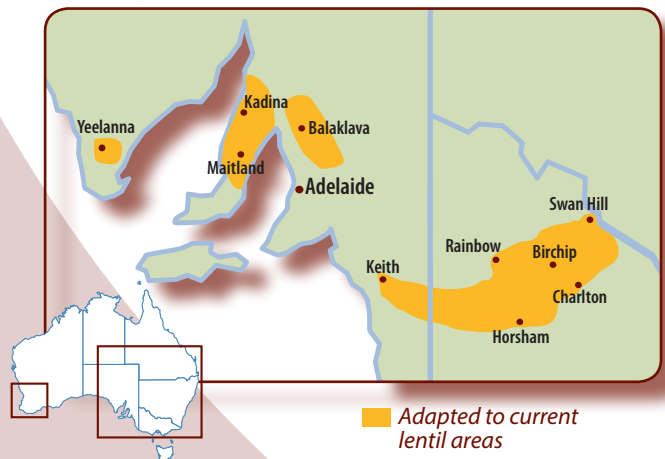 Kadina
Yeelanna
Balaklava
Maitland
Adelaide
Swan Hill
Rainbow
Birchip
Keith
Charlton
Horsham
Adapted to current
lentil areas